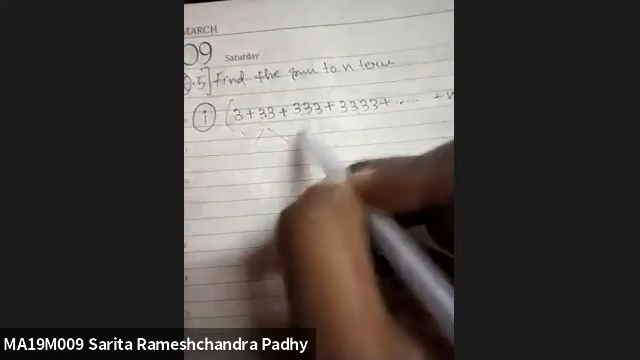 MARCH
09 Saturday
Q.5] Find the sum to n term
(i) (3+33+333+3333+....+n
MA19M009 Sarita Rameshchandra Padhy